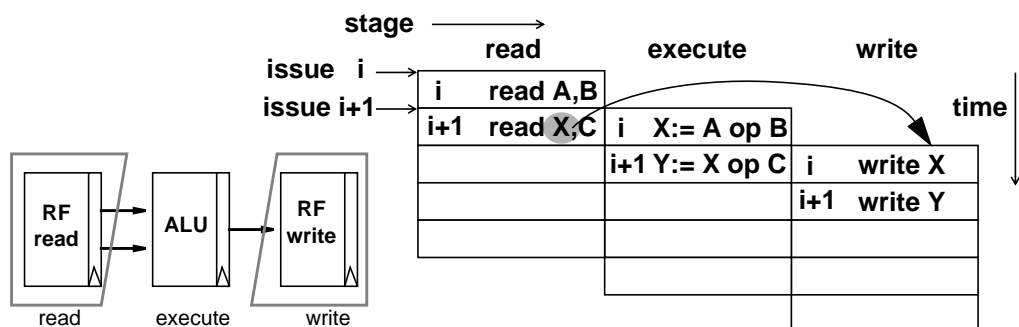 stage
read execute write
issue i
issue i+1
time
i read A,B
i+1 read X,C i X:= A op B
i+1 Y:= X op C i write X
i+1 write Y
RF read
ALU
RF write
read execute write